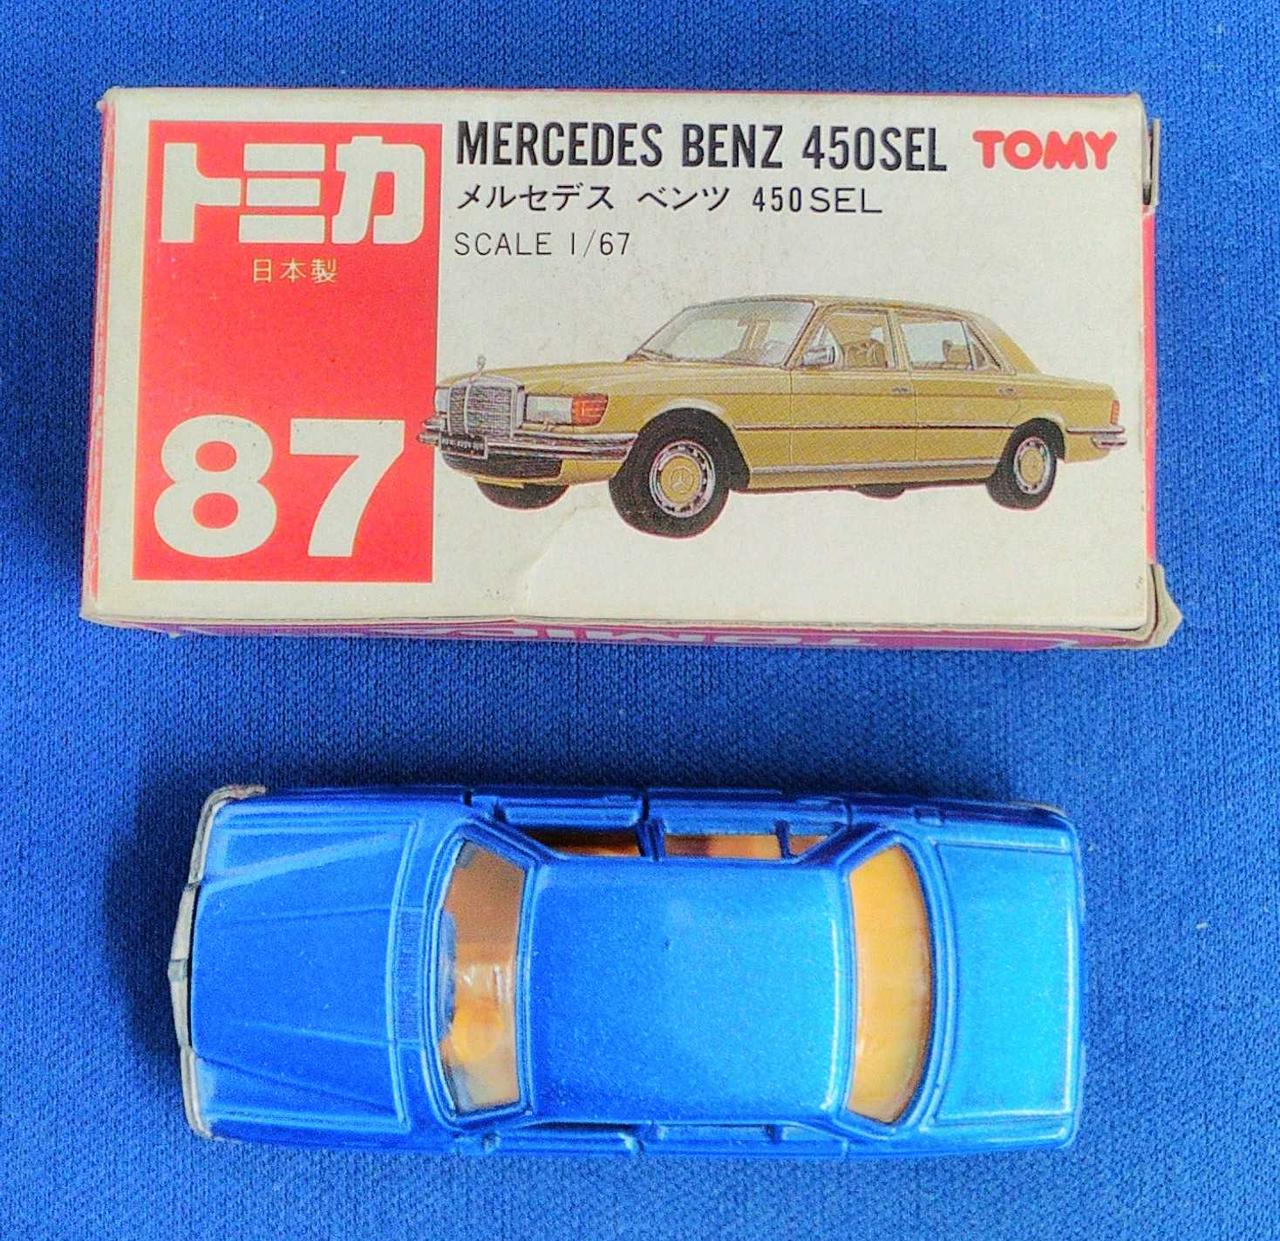 トミカ
日本製
87
MERCEDES BENZ 450SEL
TOMY
メルセデス ベンツ 450SEL
SCALE 1/67